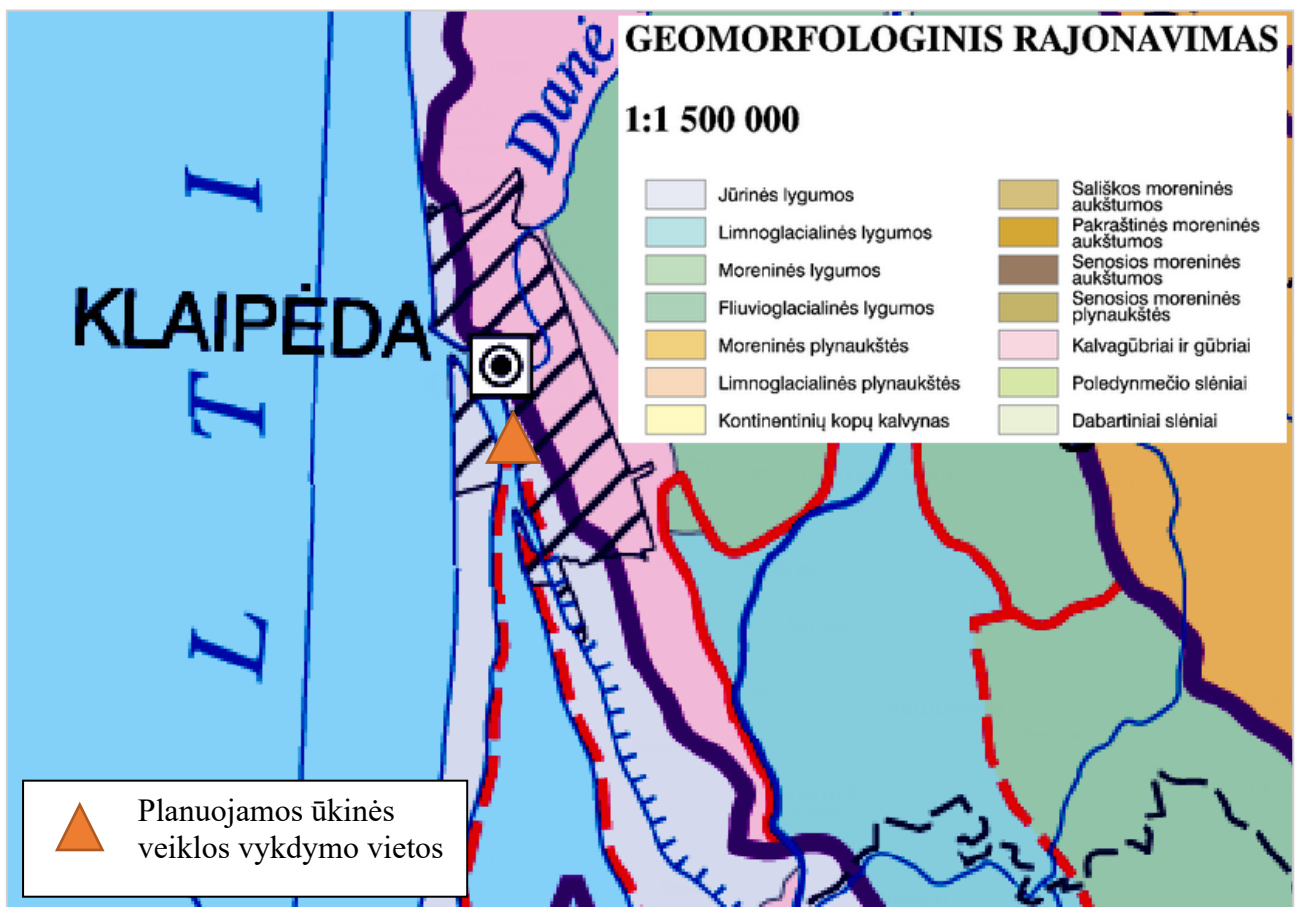 GEOMORFOLOGINIS RAJONAVIMAS
1:1 500 000
Jūrinės lygumos
Limnoglacialinės lygumos
Moreninės lygumos
Fliuvioglacialinės lygumos
Moreninės plynaukštės
Limnoglacialinės plynaukštės
Kontinentinių kopų kalvynas
Sališkos moreninės
aukštumos
Pakraštinės moreninės
aukštumos
Senosios moreninės
aukštumos
Senosios moreninės
plynaukštės
Kalvagūbriai ir gūbriai
Poledynmečio slėniai
Dabartiniai slėniai
Danė
KLAIPĖDA
L T I
A
Planuojamos ūkinės
veiklos vykdymo vietos